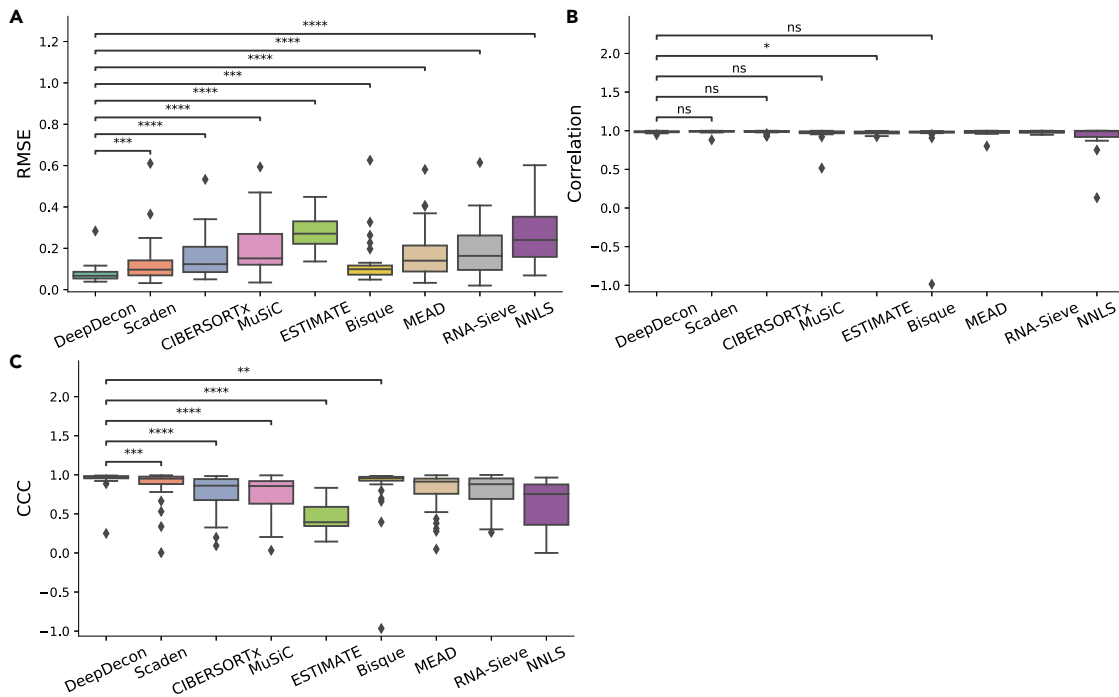 A
****
****
****
***
****
****
****
***
RMSE
1.2
1.0
0.8
0.6
0.4
0.2
0.0
DeepDecon Scaden CIBERSORTx MuSiC ESTIMATE Bisque MEAD RNA-Sieve NNLS
B
ns
*
ns
ns
ns
Correlation
2.0
1.5
1.0
0.5
0.0
−0.5
−1.0
DeepDecon Scaden CIBERSORTx MuSiC ESTIMATE Bisque MEAD RNA-Sieve NNLS
C
**
****
****
****
***
CCC
2.0
1.5
1.0
0.5
0.0
−0.5
−1.0
DeepDecon Scaden CIBERSORTx MuSiC ESTIMATE Bisque MEAD RNA-Sieve NNLS